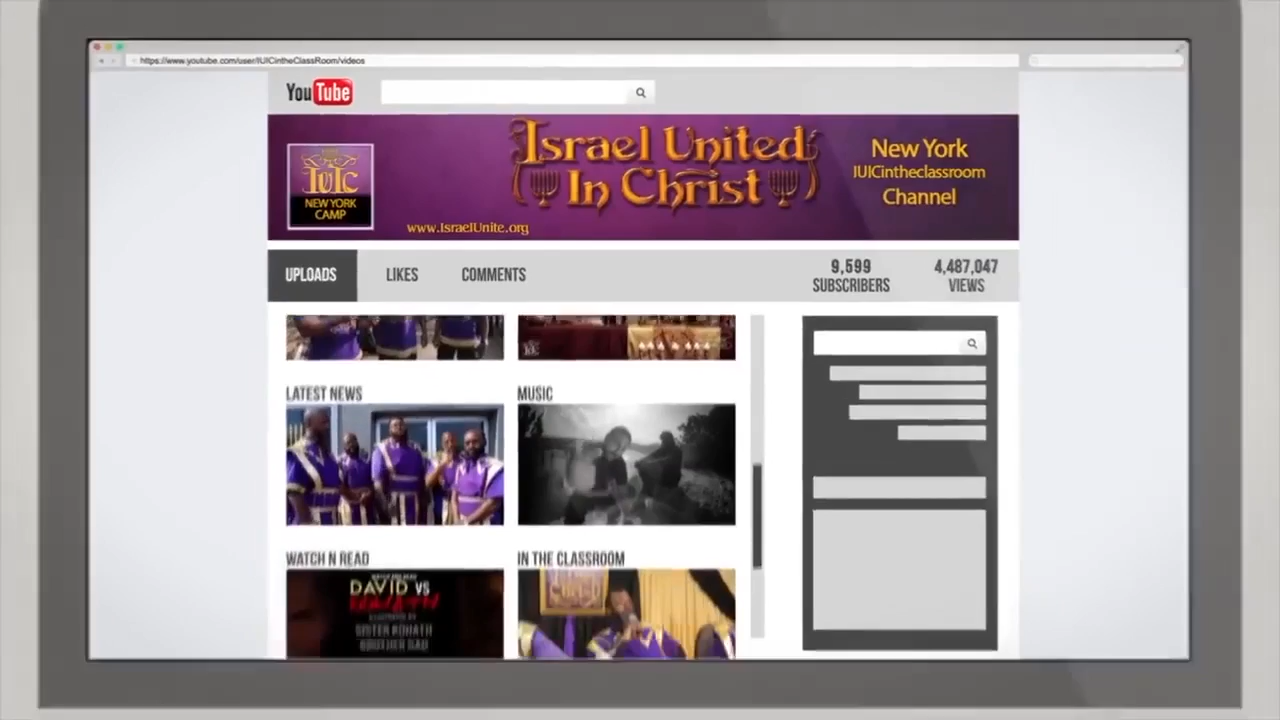 https://www.youtube.com/user/IUICintheClassRoom/videos
YouTube
Israel United
In Christ
New York
IUICintheclassroom
Channel
IUIC
NEW YORK
CAMP
www.IsraelUnite.org
UPLOADS
LIKES
COMMENTS
9,599
SUBSCRIBERS
4,487,047
VIEWS
LATEST NEWS
MUSIC
WATCH N READ
IN THE CLASSROOM
DAVID VS